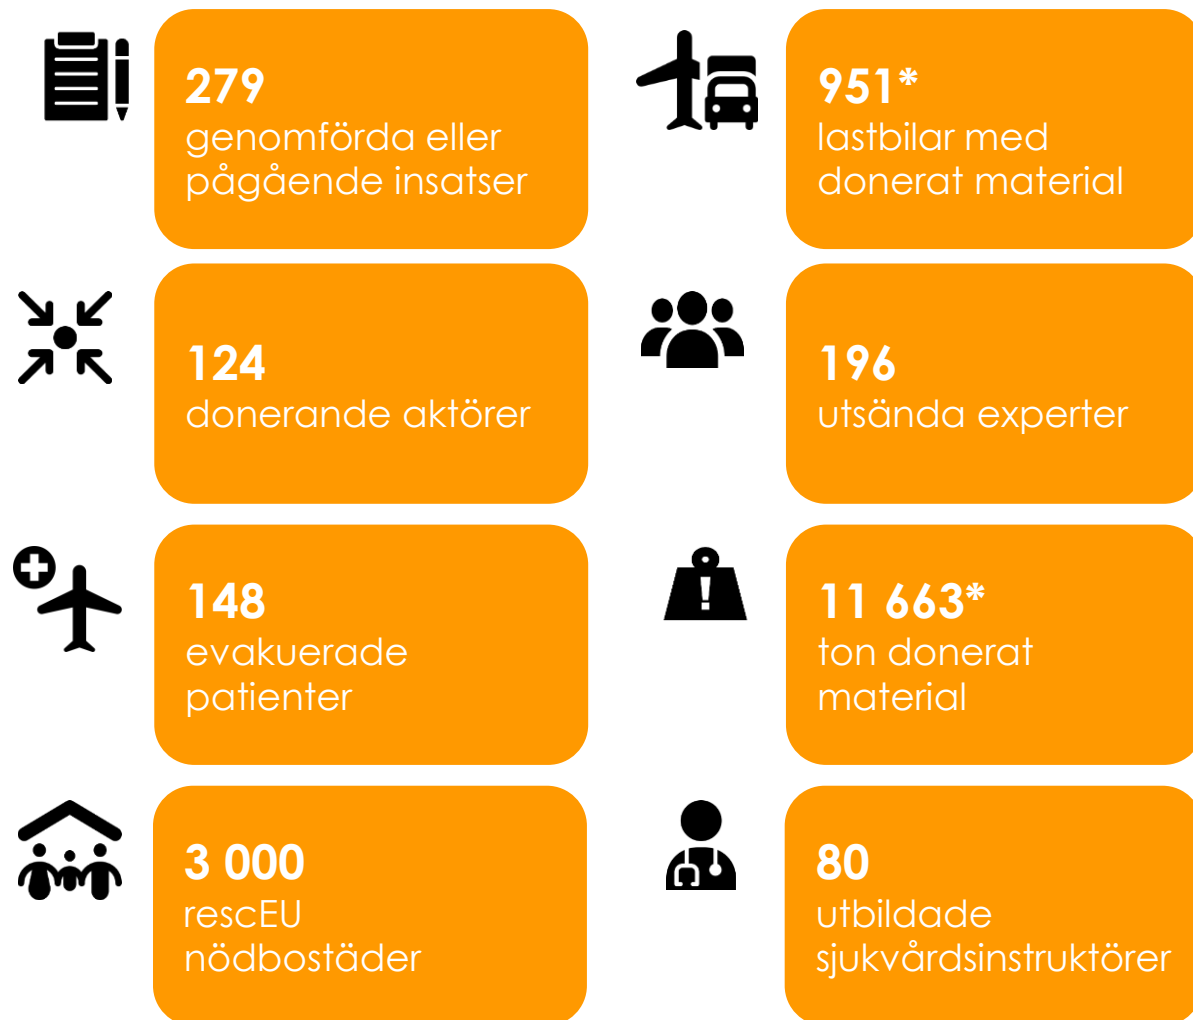 279
genomförda eller
pågående insatser
951*
lastbilar med
donerat material
124
donerande aktörer
196
utsända experter
148
evakuerade
patienter
11 663*
ton donerat
material
3 000
rescEU
nödbostäder
80
utbildade
sjukvårdsinstruktörer